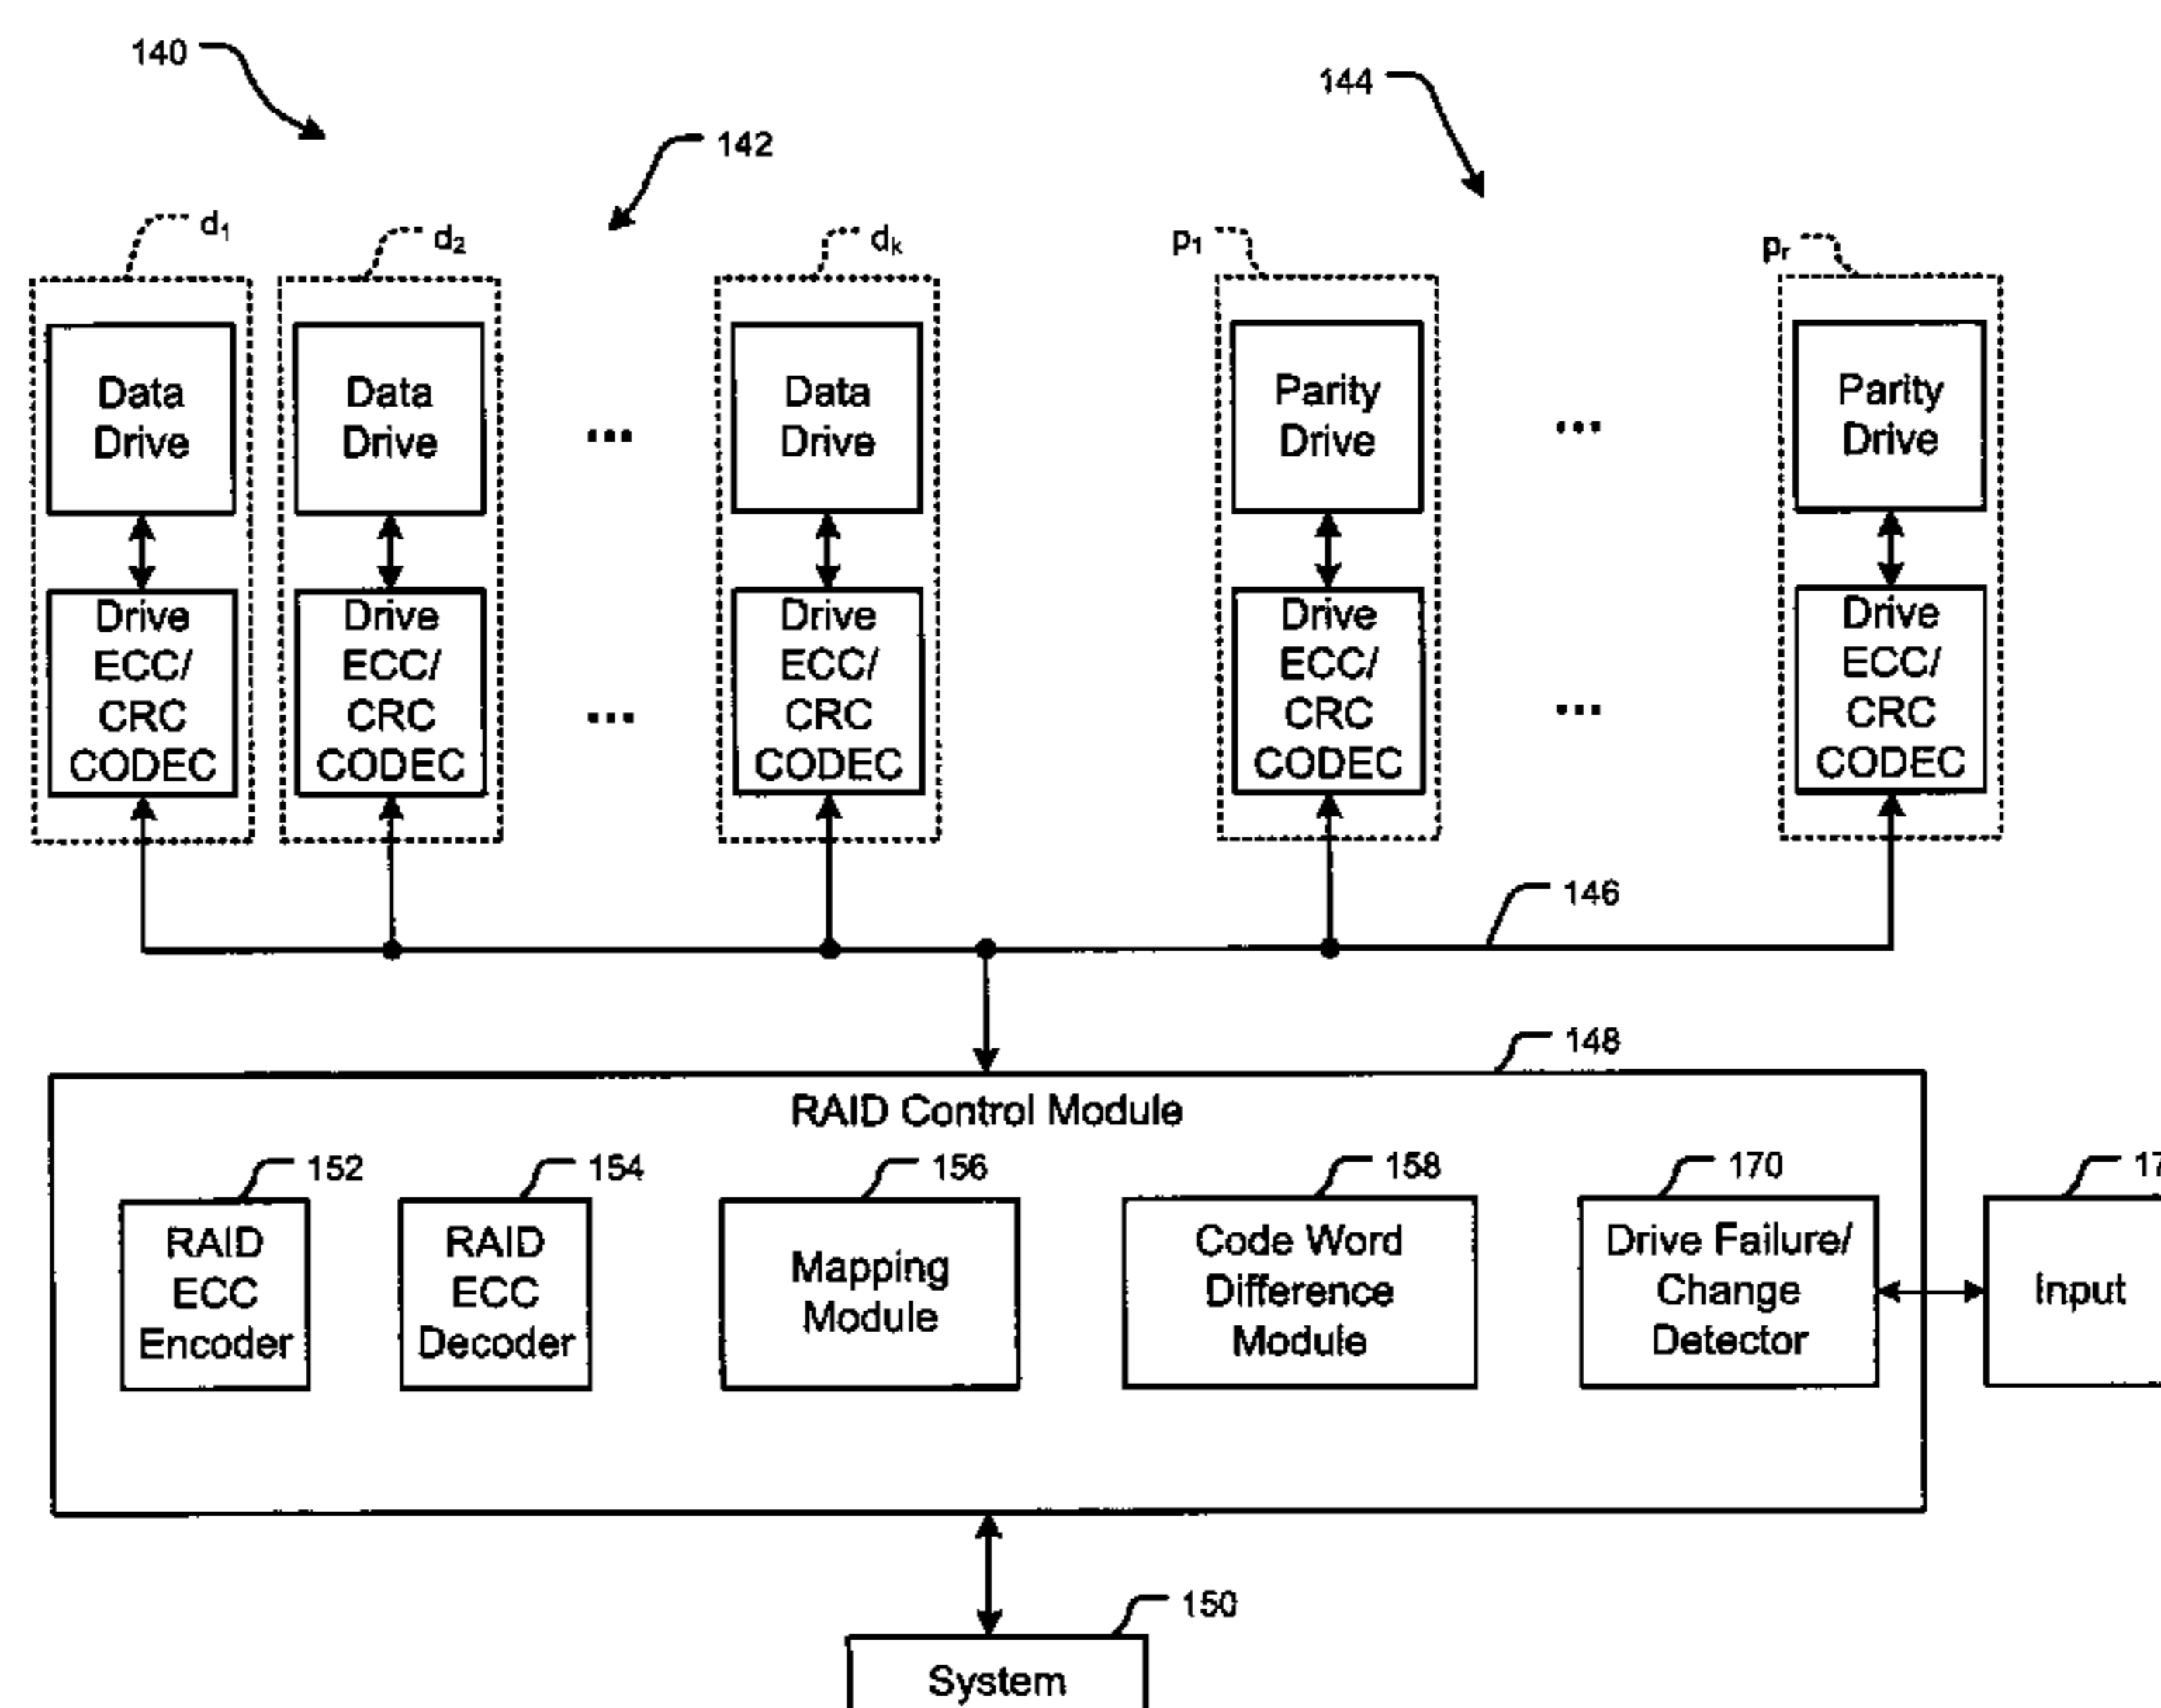 140
144
142
d1
d2
dk
p1
pr
Data
Drive
Data
Drive
...
Data
Drive
Parity
Drive
...
Parity
Drive
Drive
ECC/
CRC
CODEC
Drive
ECC/
CRC
CODEC
...
Drive
ECC/
CRC
CODEC
Drive
ECC/
CRC
CODEC
...
Drive
ECC/
CRC
CODEC
146
148
RAID Control Module
152
154
156
158
170
RAID
ECC
Encoder
RAID
ECC
Decoder
Mapping
Module
Code Word
Difference
Module
Drive Failure/
Change
Detector
Input
150
System